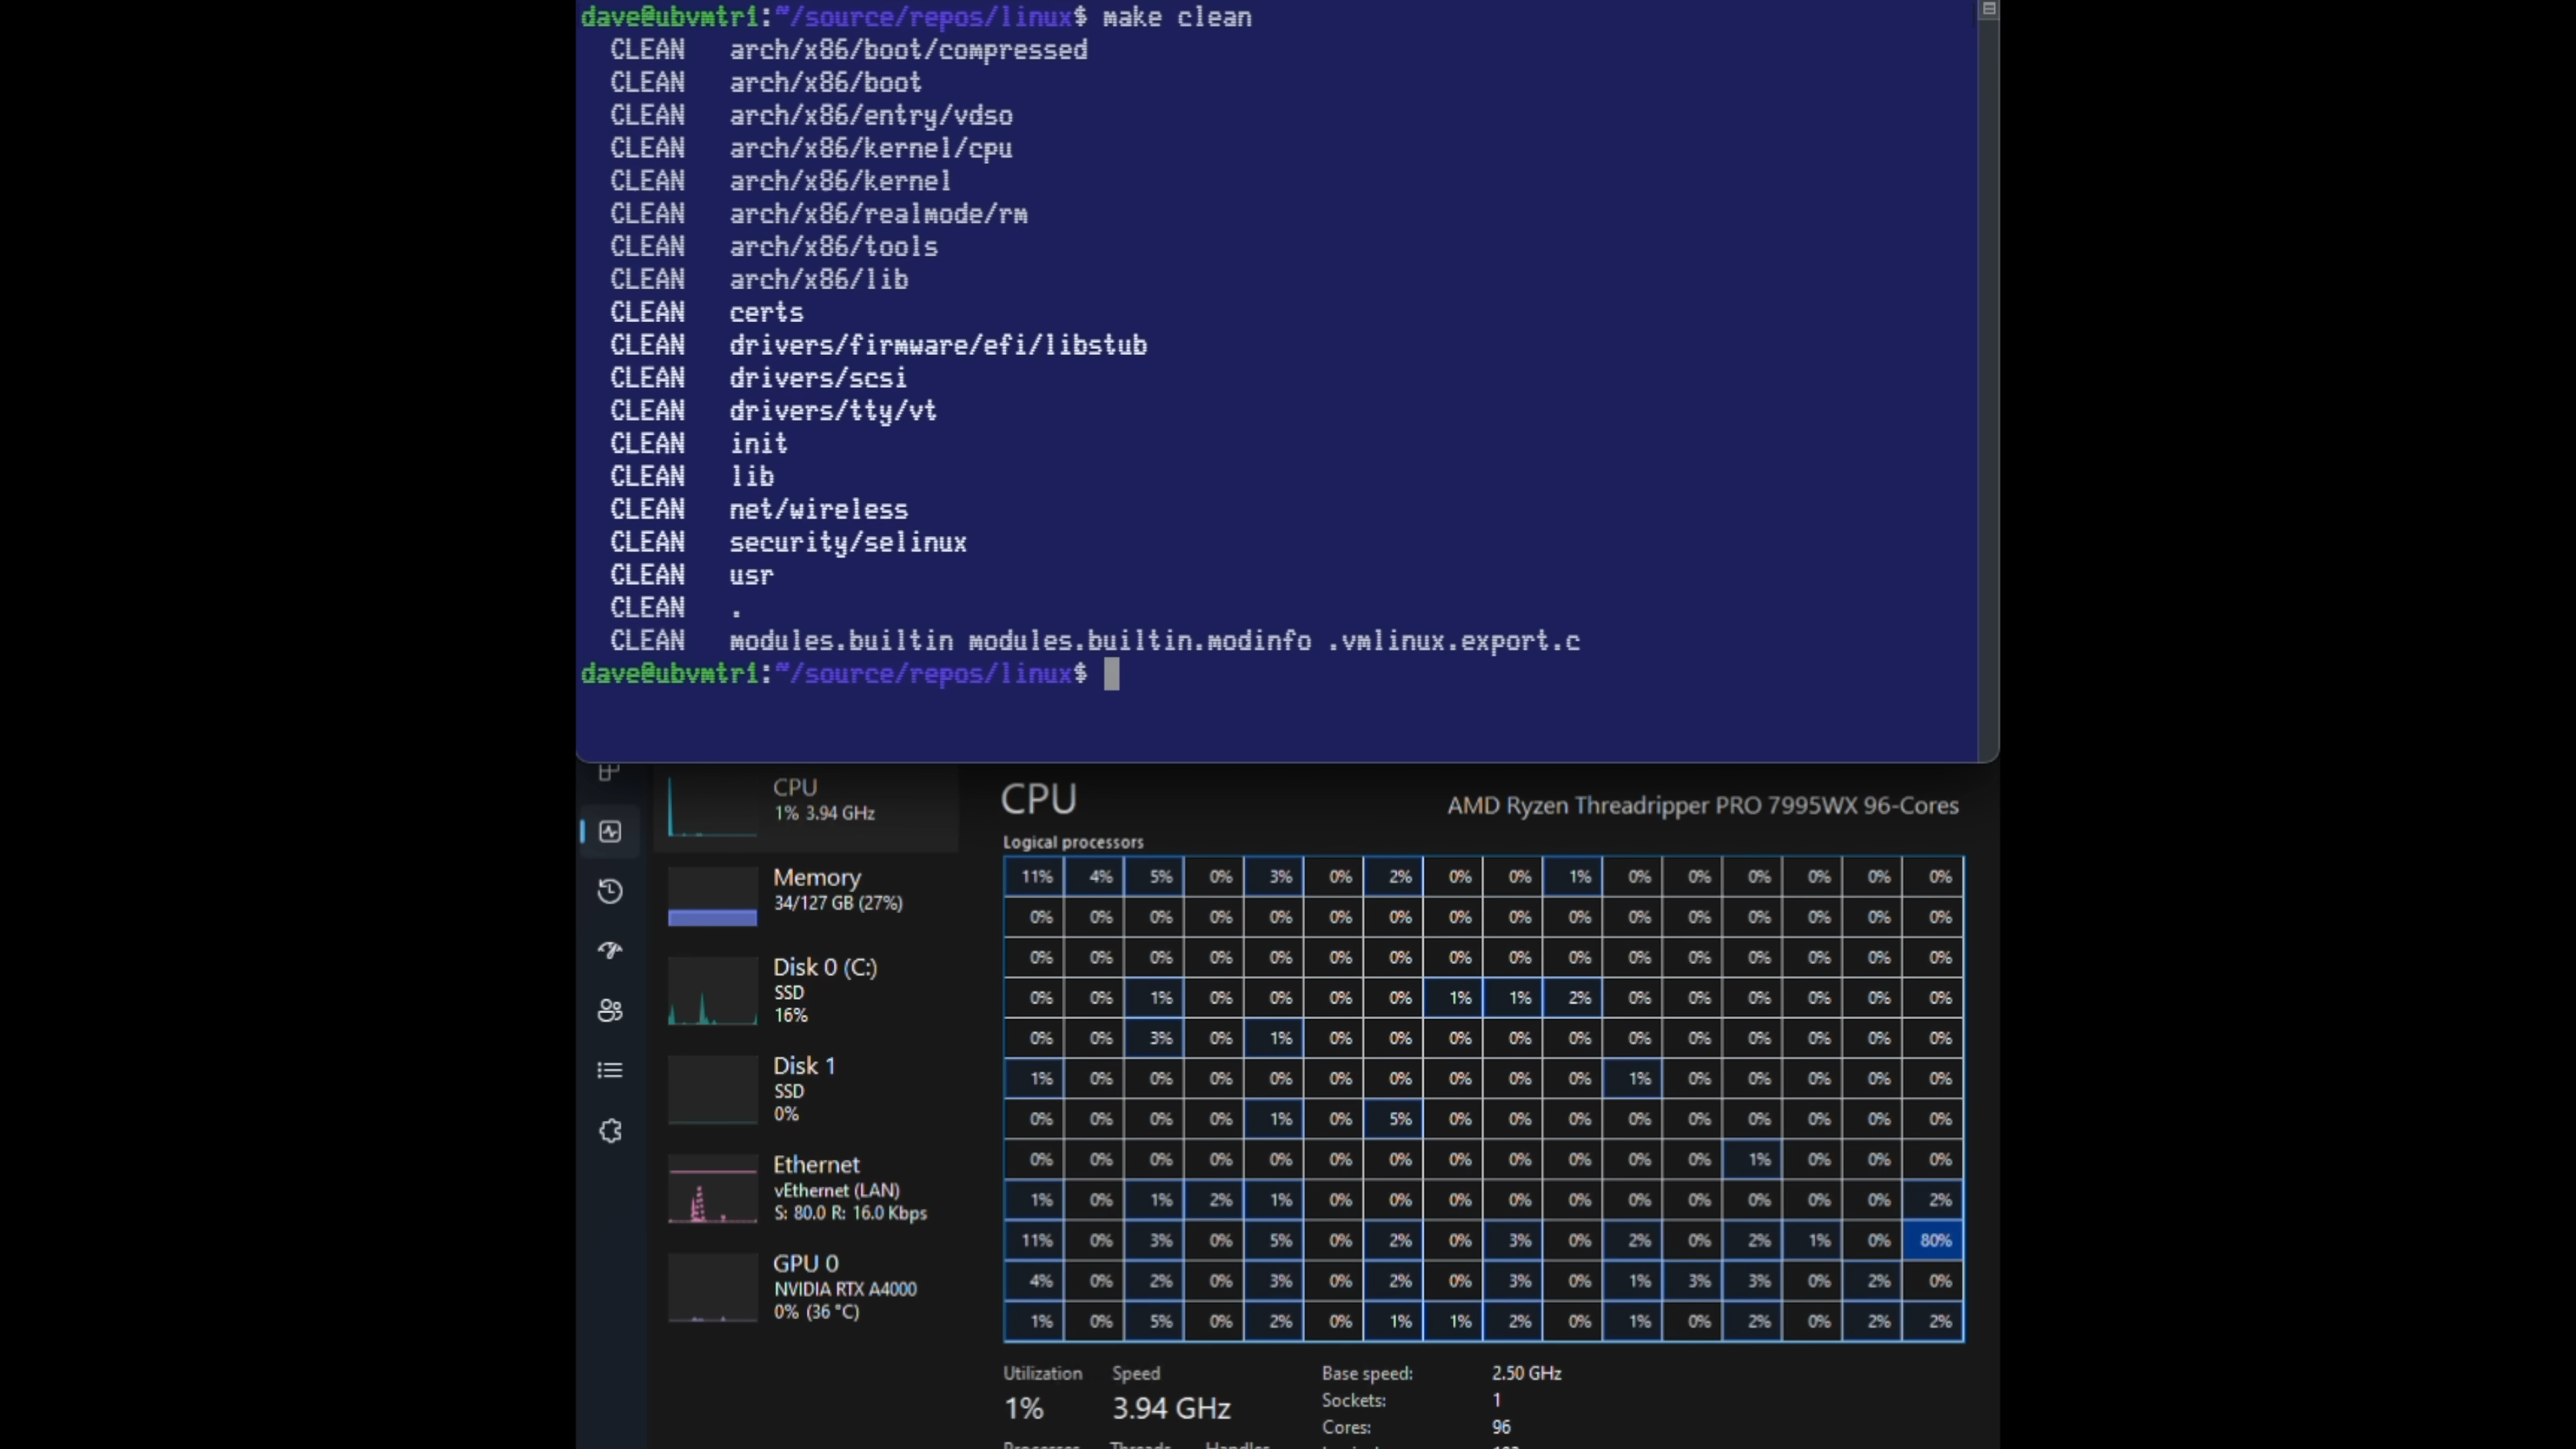 dave@ubvmtr1:~/source/repos/linux$ make clean
CLEAN arch/x86/boot/compressed
CLEAN arch/x86/boot
CLEAN arch/x86/entry/vdso
CLEAN arch/x86/kernel/cpu
CLEAN arch/x86/kernel
CLEAN arch/x86/realmode/rm
CLEAN arch/x86/tools
CLEAN arch/x86/lib
CLEAN certs
CLEAN drivers/firmware/efi/libstub
CLEAN drivers/scsi
CLEAN drivers/tty/vt
CLEAN init
CLEAN lib
CLEAN net/wireless
CLEAN security/selinux
CLEAN usr
CLEAN .
CLEAN modules.builtin modules.builtin.modinfo .vmlinux.export.c
dave@ubvmtr1:~/source/repos/linux$
CPU
1% 3.94 GHz
Memory
34/127 GB (27%)
Disk 0 (C:)
SSD
16%
Disk 1
SSD
0%
Ethernet
vEthernet (LAN)
S: 80.0 R: 16.0 Kbps
GPU 0
NVIDIA RTX A4000
0% (36 °C)
CPU
AMD Ryzen Threadripper PRO 7995WX 96-Cores
Logical processors
11% 4% 5% 0% 3% 0% 2% 0% 0% 1% 0% 0% 0% 0% 0% 0%
0% 0% 0% 0% 0% 0% 0% 0% 0% 0% 0% 0% 0% 0% 0% 0%
0% 0% 0% 0% 0% 0% 0% 0% 0% 0% 0% 0% 0% 0% 0% 0%
0% 0% 1% 0% 0% 0% 0% 1% 1% 2% 0% 0% 0% 0% 0% 0%
0% 0% 3% 0% 1% 0% 0% 0% 0% 0% 0% 0% 0% 0% 0% 0%
1% 0% 0% 0% 0% 0% 0% 0% 0% 0% 1% 0% 0% 0% 0% 0%
0% 0% 0% 0% 1% 0% 5% 0% 0% 0% 0% 0% 0% 0% 0% 0%
0% 0% 0% 0% 0% 0% 0% 0% 0% 0% 0% 0% 1% 0% 0% 0%
1% 0% 1% 2% 1% 0% 0% 0% 0% 0% 0% 0% 0% 0% 0% 2%
11% 0% 3% 0% 5% 0% 2% 0% 3% 0% 2% 0% 2% 1% 0% 80%
4% 0% 2% 0% 3% 0% 2% 0% 3% 0% 1% 3% 3% 0% 2% 0%
1% 0% 5% 0% 2% 0% 1% 1% 2% 0% 1% 0% 2% 0% 2% 2%
Utilization Speed
1% 3.94 GHz
Base speed: 2.50 GHz
Sockets: 1
Cores: 96